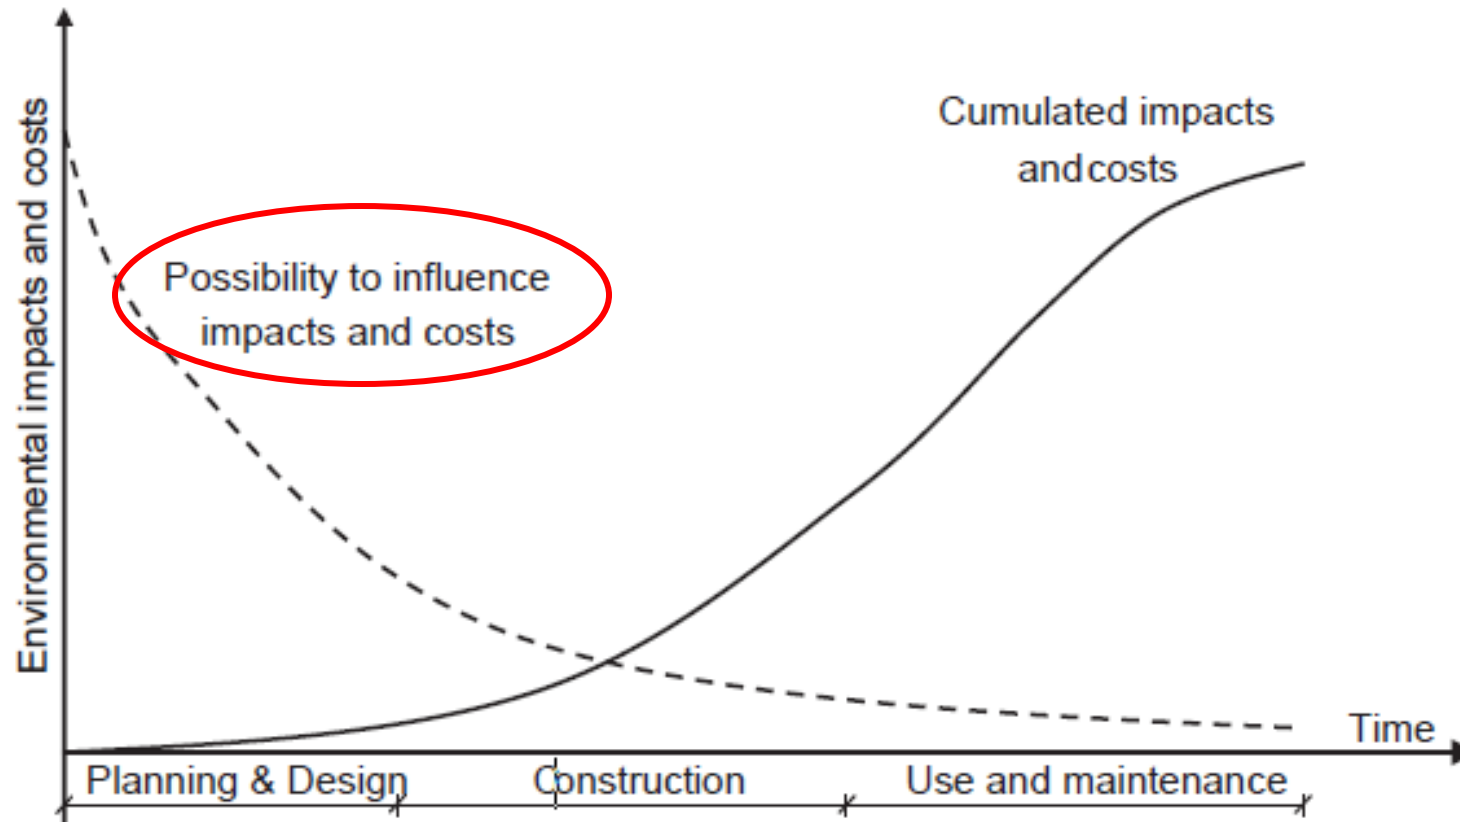 Environmental impacts and costs
Cumulated impacts
and costs
Possibility to influence
impacts and costs
Time
Planning & Design
Construction
Use and maintenance